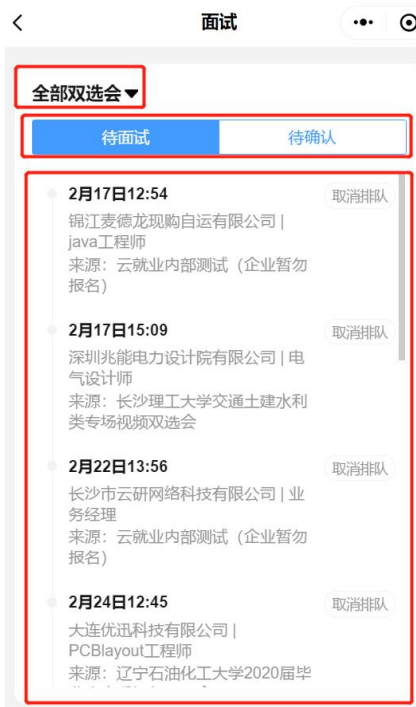 面试
全部双选会
待面试
待确认
2月17日12:54
取消排队
锦江麦德龙现购自运有限公司 |
java工程师
来源：云就业内部测试（企业暂勿
报名）
2月17日15:09
取消排队
深圳兆能电力设计院有限公司 | 电
气设计师
来源：长沙理工大学交通土建水利
类专场视频双选会
2月22日13:56
取消排队
长沙市云研网络科技有限公司 | 业
务经理
来源：云就业内部测试（企业暂勿
报名）
2月24日12:45
取消排队
大连优迅科技有限公司 |
PCBlayout工程师
来源：辽宁石油化工大学2020届毕